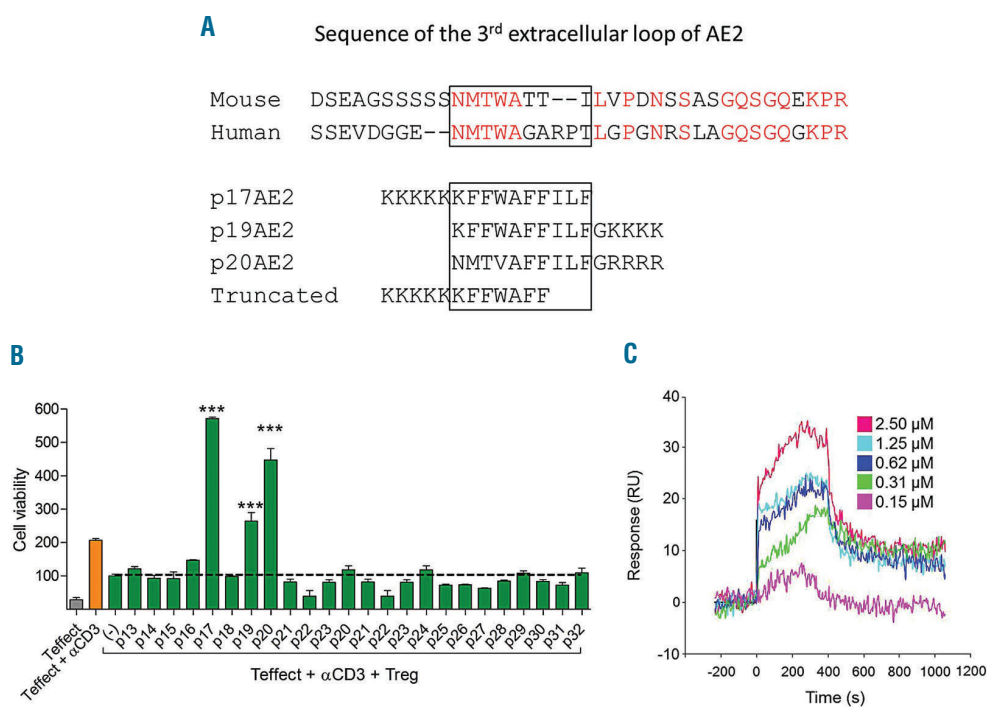 A
Sequence of the 3rd extracellular loop of AE2
Mouse DSEAGSSSSSNMTWATT--ILVPDNSSASGQSGQEKPR
Human SSEVDGGE--NMTWAGARPTLGPGNRSLAGQSGQGKPR
p17AE2 KKKKKKFFWAFFILF
p19AE2 KFFWAFFILFGKKKK
p20AE2 NMTVAFFILFGRRRR
Truncated KKKKKKFFWAFF
B
600
500
400
300
200
100
Cell viability
***
***
***
Teffect
Teffect + αCD3
(-)
p13
p14
p15
p16
p17
p18
p19
p20
p21
p22
p23
p20
p21
p22
p23
p24
p25
p26
p27
p28
p29
p30
p31
p32
Teffect + αCD3 + Treg
C
40
30
20
10
0
-10
Response (RU)
2.50 µM
1.25 µM
0.62 µM
0.31 µM
0.15 µM
-200 0 200 400 600 800 1000 1200
Time (s)